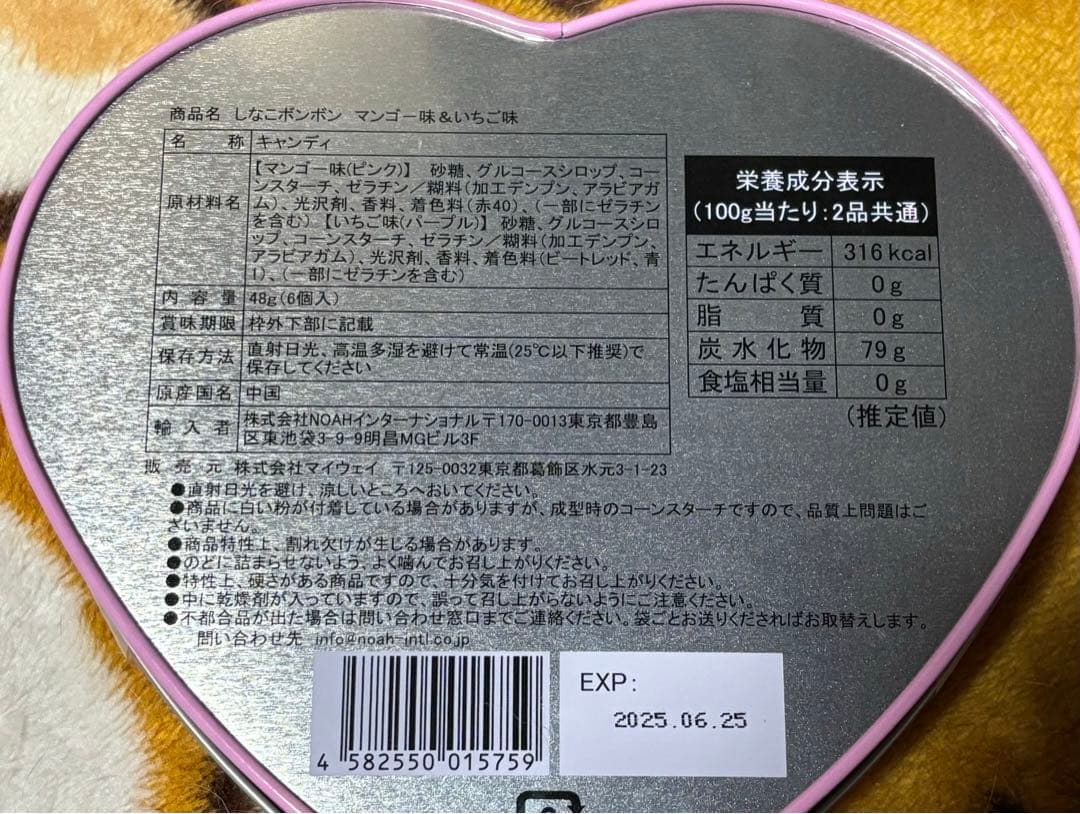 商品名 しなこボンボン マンゴー味＆いちご味
名 称 キャンディ
原材料名
【マンゴー味(ピンク)】 砂糖、グルコースシロップ、コー
ンスターチ、ゼラチン／糊料(加工デンプン、アラビアガ
ム)、光沢剤、香料、着色料(赤40)、(一部にゼラチン
を含む)【いちご味(パープル)】 砂糖、グルコースシロ
ップ、コーンスターチ、ゼラチン／糊料(加工デンプン、
アラビアガム)、光沢剤、香料、着色料(ビートレッド、青
1)、(一部にゼラチンを含む)
内 容 量 48g(6個入)
賞味期限 枠外下部に記載
保存方法 直射日光、高温多湿を避けて常温(25℃以下推奨)で
保存してください
原産国名 中国
輸 入 者 株式会社NOAHインターナショナル〒170-0013東京都豊島
区東池袋3-9-9明昌MGビル3F
販 売 元 株式会社マイウェイ 〒125-0032東京都葛飾区水元3-1-23
●直射日光を避け、涼しいところへおいてください。
●商品に白い粉が付着している場合がありますが、成型時のコーンスターチですので、品質上問題はご
ざいません。
●商品特性上、割れ欠けが生じる場合があります。
●のどに詰まらせないよう、よく噛んでお召し上がりください。
●特性上、硬さがある商品ですので、十分気を付けてお召し上がりください。
●中に乾燥剤が入っていますので、誤って召し上がらないようにご注意ください。
●不都合品が出た場合は問い合わせ窓口までご連絡ください。袋ごとお送りくださればお取替えします。
問い合わせ先 info@noah-intl.co.jp
栄養成分表示
(100g当たり:2品共通)
エネルギー 316kcal
たんぱく質 0g
脂 質 0g
炭水化物 79g
食塩相当量 0g
(推定値)
4 582550 015759
EXP:
2025.06.25